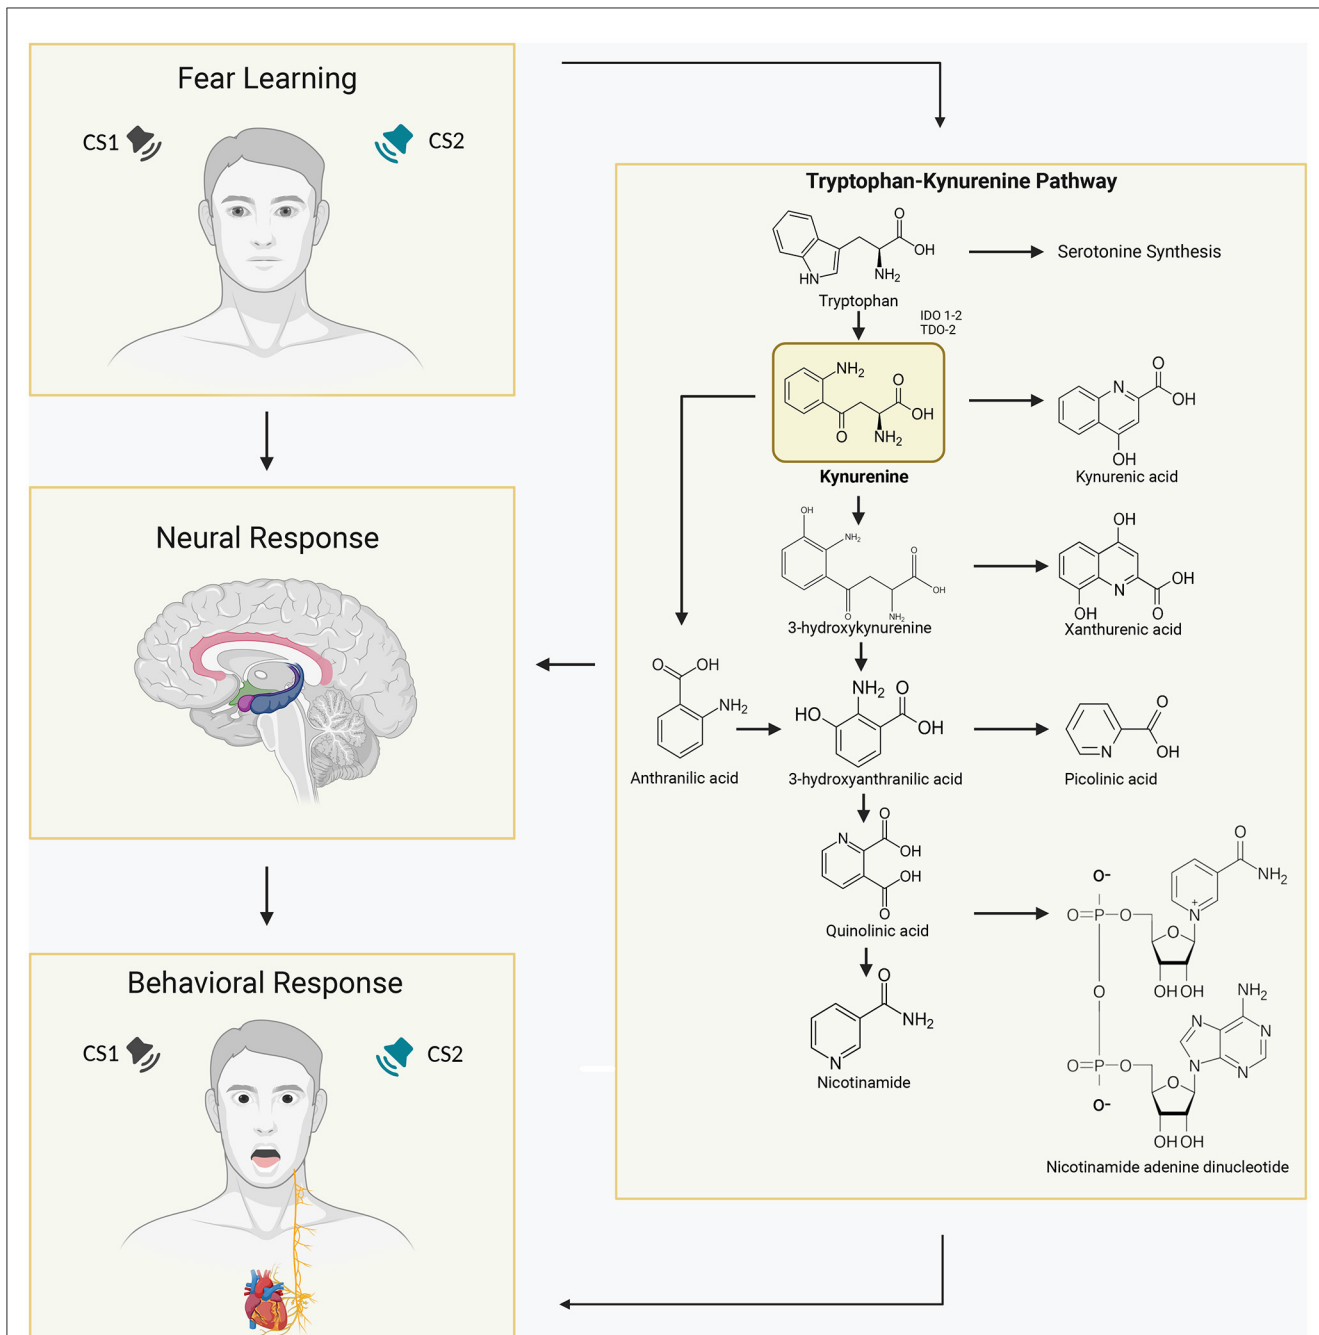 Fear Learning
CS1
CS2
Neural Response
Behavioral Response
CS1
CS2
Tryptophan-Kynurenine Pathway
O
OH
NH₂
HN
Tryptophan
Serotonine Synthesis
IDO 1-2
TDO-2
NH₂
O
OH
O
NH₂
Kynurenine
N
O
OH
OH
Kynurenic acid
OH
NH₂
O
OH
O
NH₂
3-hydroxykynurenine
OH
N
OH
O
OH
Xanthurenic acid
O
OH
NH₂
Anthranilic acid
NH₂
O
HO
OH
3-hydroxyanthranilic acid
O
OH
N
Picolinic acid
O
N
OH
OH
O
Quinolinic acid
O
NH₂
N
Nicotinamide
O
NH₂
O-
N+
O=P-O
O
OH OH
O
NH₂
N
N
O=P-O
N
N
O
O-
OH OH
Nicotinamide adenine dinucleotide